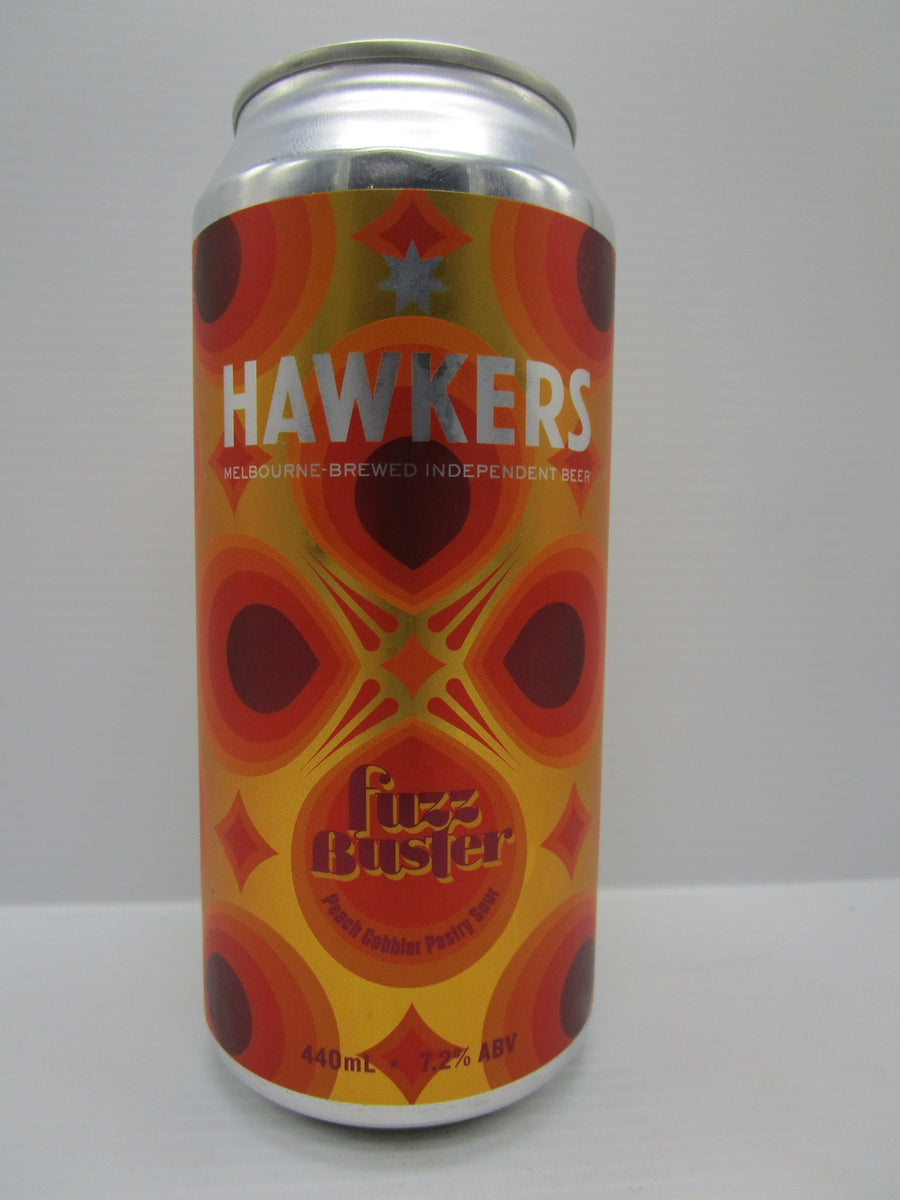 HAWKERS
MELBOURNE-BREWED INDEPENDENT BEER
fuzz
Buster
Peach Cobbler Pastry Sour
440mL • 7.2% ABV